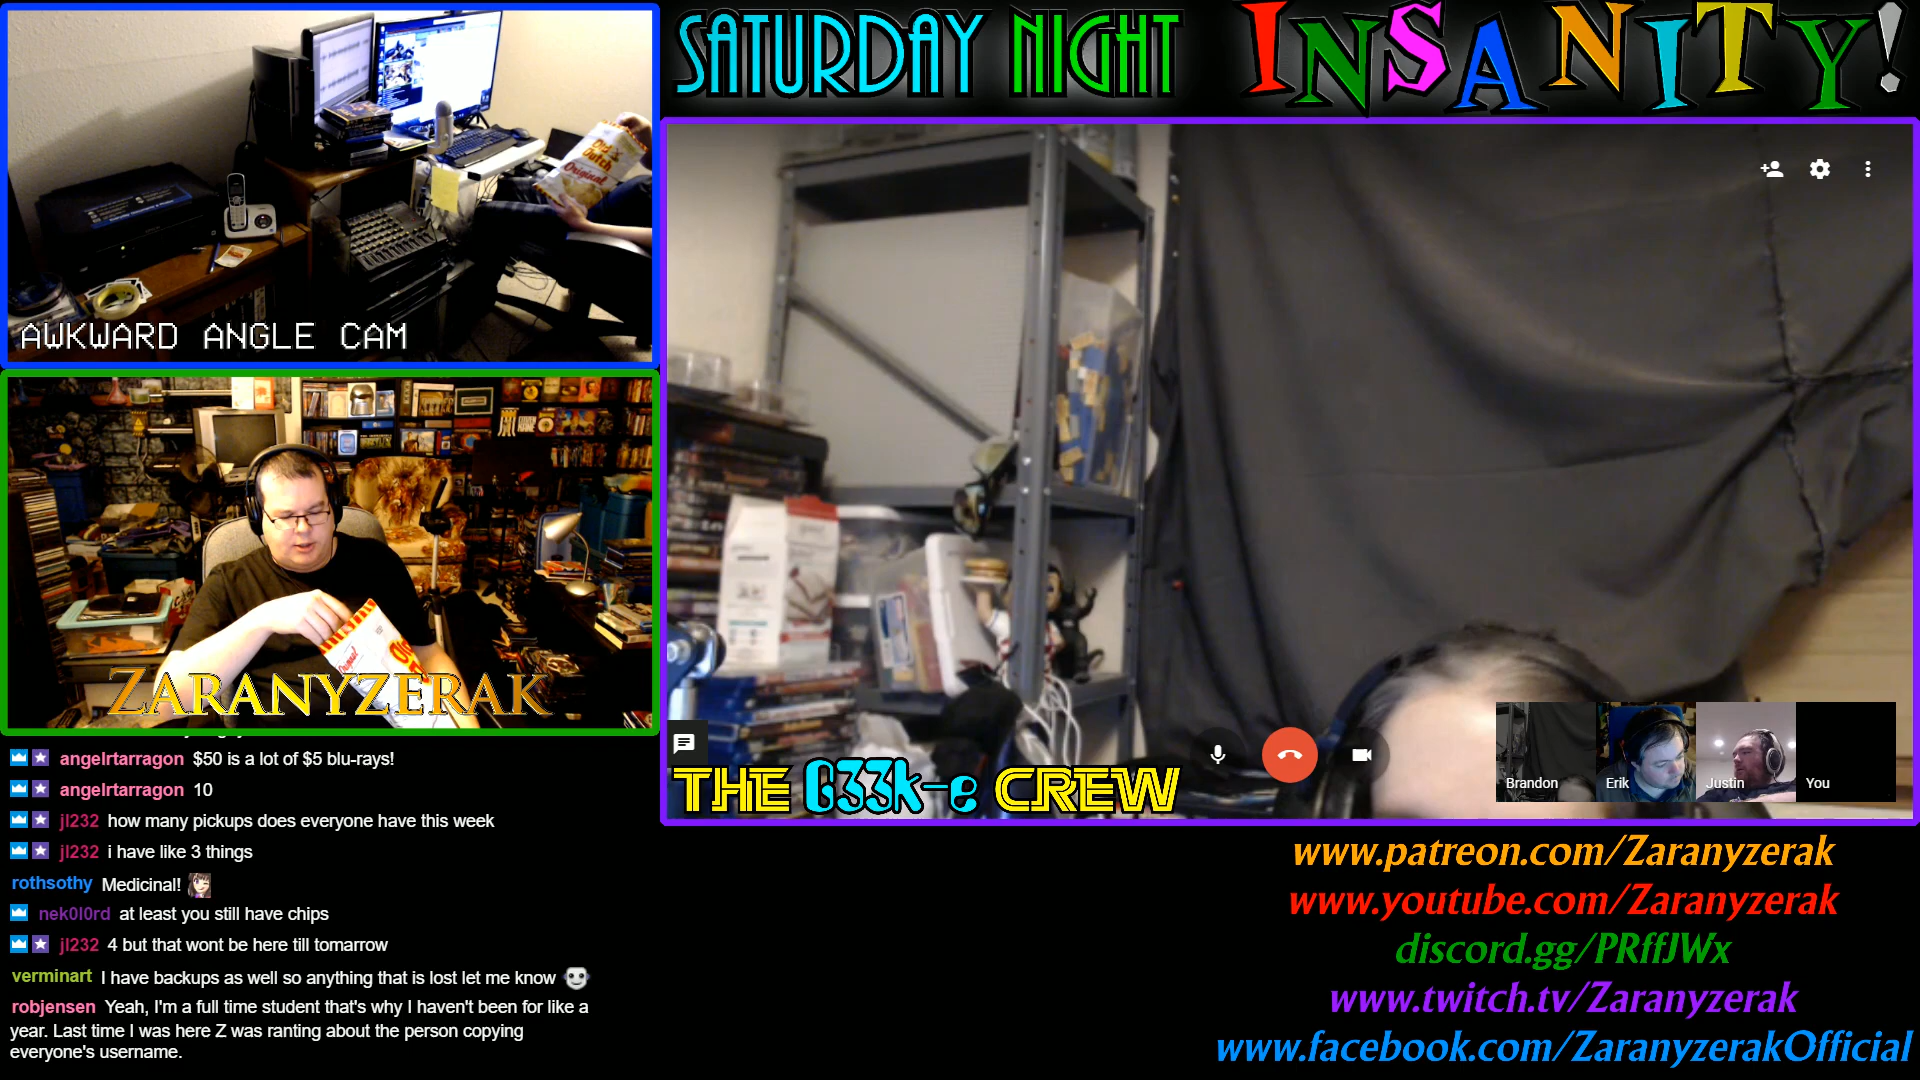 SATURDAY NIGHT INSANITY!
Old
Dutch
Original
AWKWARD ANGLE CAM
Original
ZARANYZERAK
THE G33K-e CREW
Brandon
Erik
Justin
You
angelrtarragon $50 is a lot of $5 blu-rays!
angelrtarragon 10
jl232 how many pickups does everyone have this week
jl232 i have like 3 things
rothsothy Medicinal!
nek0l0rd at least you still have chips
jl232 4 but that wont be here till tomarrow
verminart I have backups as well so anything that is lost let me know
robjensen Yeah, I'm a full time student that's why I haven't been for like a
year. Last time I was here Z was ranting about the person copying
everyone's username.
www.patreon.com/Zaranyzerak
www.youtube.com/Zaranyzerak
discord.gg/PRffJWx
www.twitch.tv/Zaranyzerak
www.facebook.com/ZaranyzerakOfficial